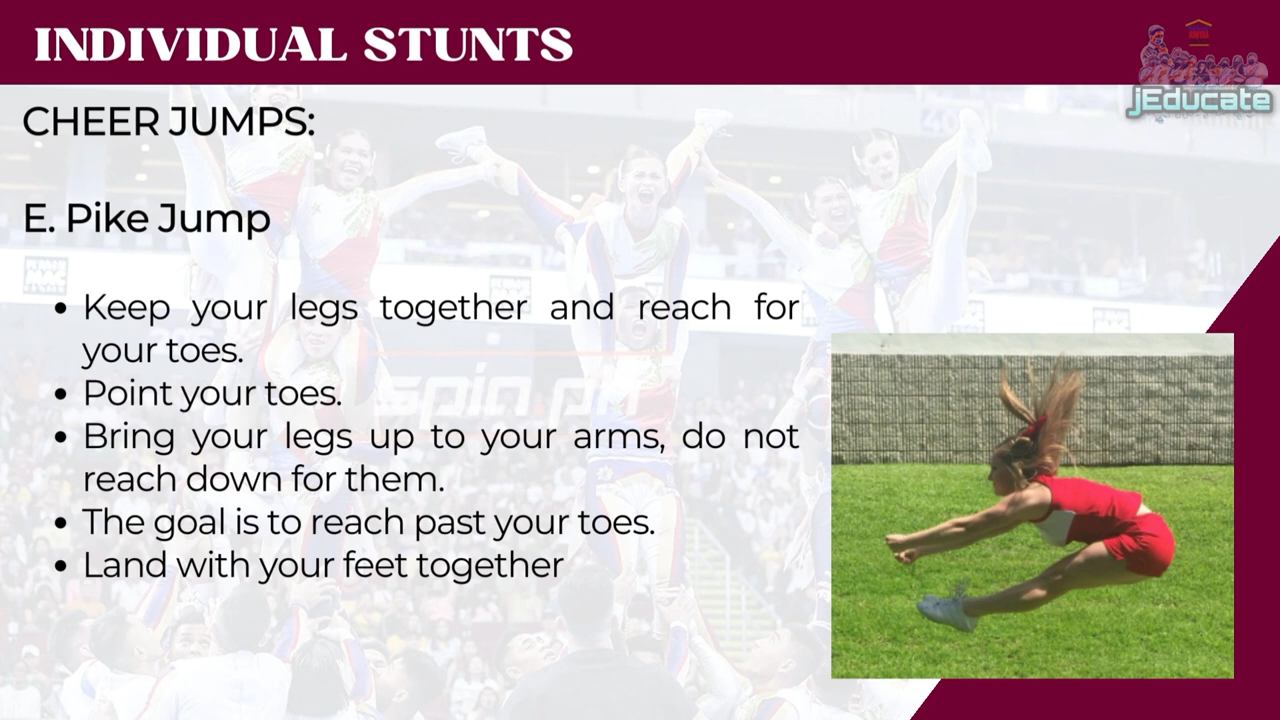 INDIVIDUAL STUNTS
jEducate
CHEER JUMPS:
E. Pike Jump
• Keep your legs together and reach for
your toes.
• Point your toes.
• Bring your legs up to your arms, do not
reach down for them.
• The goal is to reach past your toes.
• Land with your feet together
spin ph